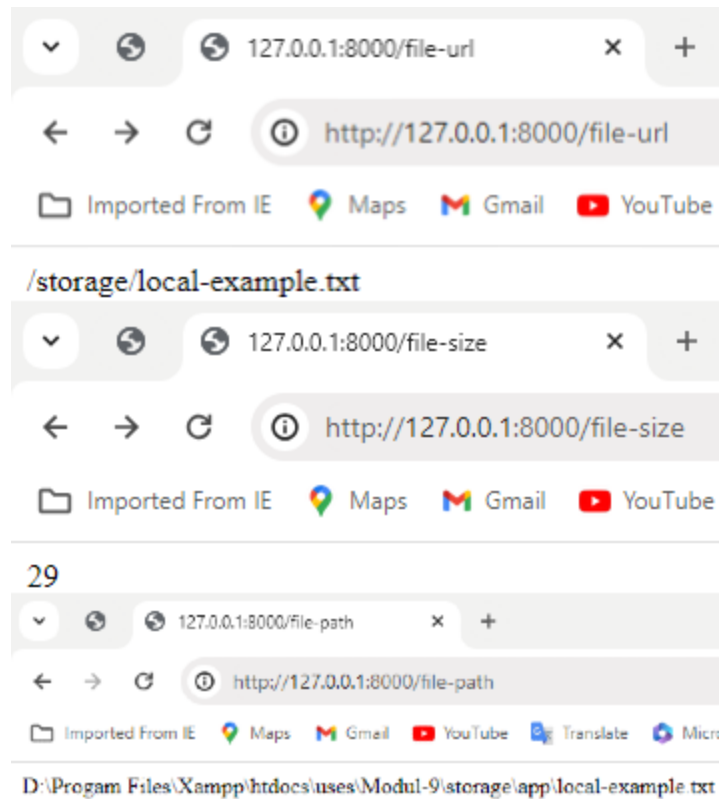 127.0.0.1:8000/file-url
http://127.0.0.1:8000/file-url
Imported From IE Maps Gmail YouTube
/storage/local-example.txt
127.0.0.1:8000/file-size
http://127.0.0.1:8000/file-size
Imported From IE Maps Gmail YouTube
29
127.0.0.1:8000/file-path
http://127.0.0.1:8000/file-path
Imported From IE Maps Gmail YouTube Translate Micr
D:\Progam Files\Xampp\htdocs\uses\Modul-9\storage\app\local-example.txt